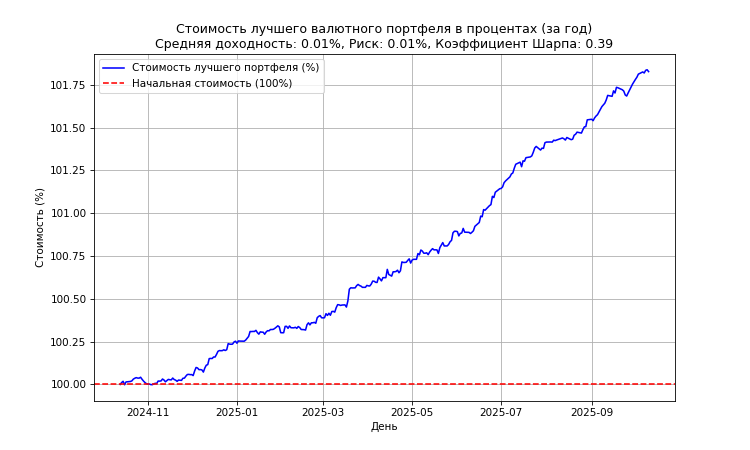 Стоимость лучшего валютного портфеля в процентах (за год)
Средняя доходность: 0.01%, Риск: 0.01%, Коэффициент Шарпа: 0.39
Стоимость лучшего портфеля (%)
Начальная стоимость (100%)
Стоимость (%)
101.75
101.50
101.25
101.00
100.75
100.50
100.25
100.00
2024-11 2025-01 2025-03 2025-05 2025-07 2025-09
День